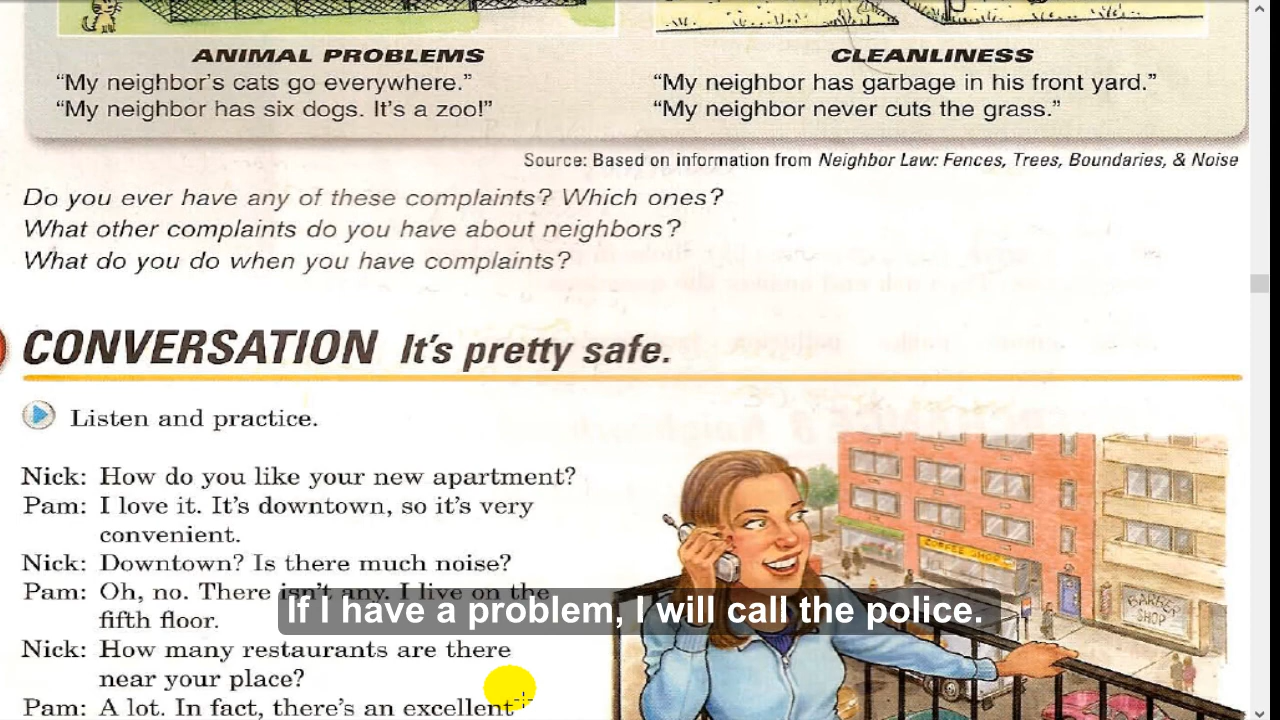 ANIMAL PROBLEMS
"My neighbor's cats go everywhere."
"My neighbor has six dogs. It's a zoo!"
CLEANLINESS
"My neighbor has garbage in his front yard."
"My neighbor never cuts the grass."
Source: Based on information from Neighbor Law: Fences, Trees, Boundaries, & Noise
Do you ever have any of these complaints? Which ones?
What other complaints do you have about neighbors?
What do you do when you have complaints?
CONVERSATION It's pretty safe.
Listen and practice.
Nick: How do you like your new apartment?
Pam: I love it. It's downtown, so it's very
convenient.
Nick: Downtown? Is there much noise?
Pam: Oh, no. There isn't any. I live on the
fifth floor.
Nick: How many restaurants are there
near your place?
Pam: A lot. In fact, there's an excellent
If I have a problem, I will call the police.
COFFEE SHOP
BARBER
SHOP